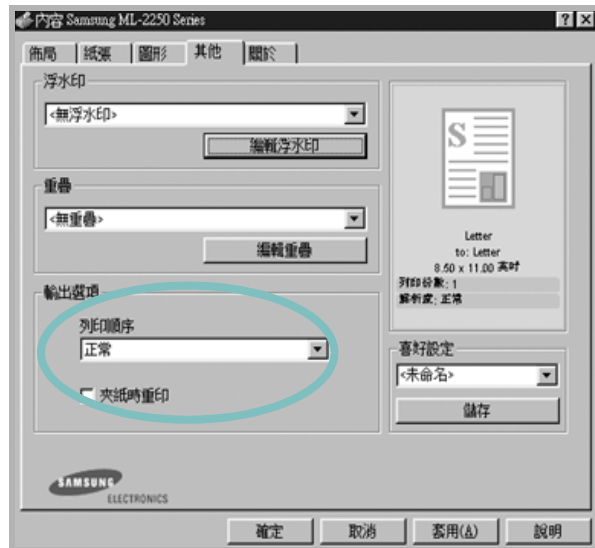 內容 Samsung ML-2250 Series
佈局 紙張 圖形 其他 關於
浮水印
<無浮水印>
編輯浮水印
重疊
<無重疊>
編輯重疊
輸出選項
列印順序
正常
夾紙時重印
S
Letter
to: Letter
8.50 x 11.00 英吋
列印份數: 1
解析度: 正常
喜好設定
<未命名>
儲存
SAMSUNG
ELECTRONICS
確定 取消 套用(A) 說明